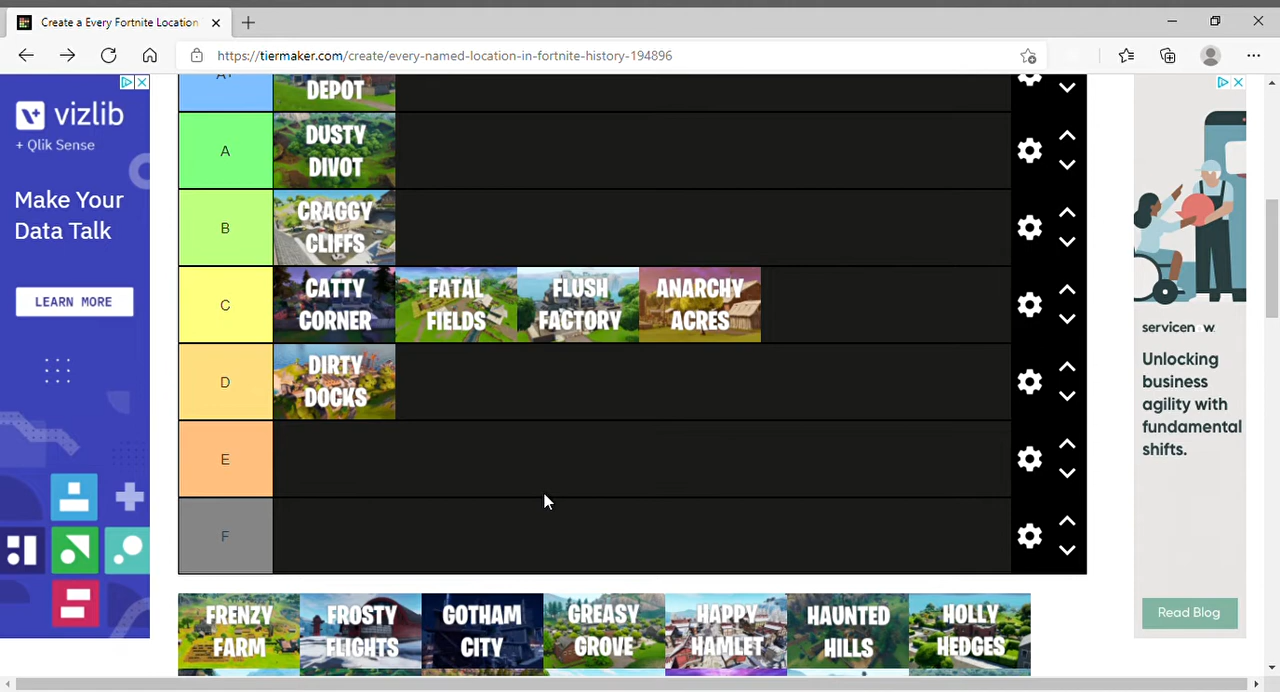 Create a Every Fortnite Location
https://tiermaker.com/create/every-named-location-in-fortnite-history-194896
vizlib
+ Qlik Sense
Make Your
Data Talk
LEARN MORE
A+
DEPOT
A
DUSTY
DIVOT
B
CRAGGY
CLIFFS
C
CATTY
CORNER
FATAL
FIELDS
FLUSH
FACTORY
ANARCHY
ACRES
D
DIRTY
DOCKS
E
F
FRENZY
FARM
FROSTY
FLIGHTS
GOTHAM
CITY
GREASY
GROVE
HAPPY
HAMLET
HAUNTED
HILLS
HOLLY
HEDGES
servicenow
Unlocking
business
agility with
fundamental
shifts.
Read Blog